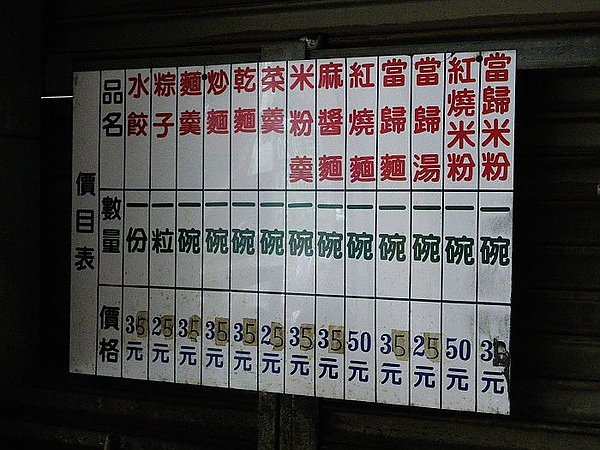 價目表
品名 數量 價格
水餃 一份 35元
粽子 一粒 25元
麵羹 一碗 35元
炒麵 一碗 35元
乾麵 一碗 35元
菜羹 一碗 25元
米粉羹 一碗 35元
麻醬麵 一碗 35元
紅燒麵 一碗 50元
當歸麵 一碗 35元
當歸湯 一碗 25元
紅燒米粉 一碗 50元
當歸米粉 一碗 元